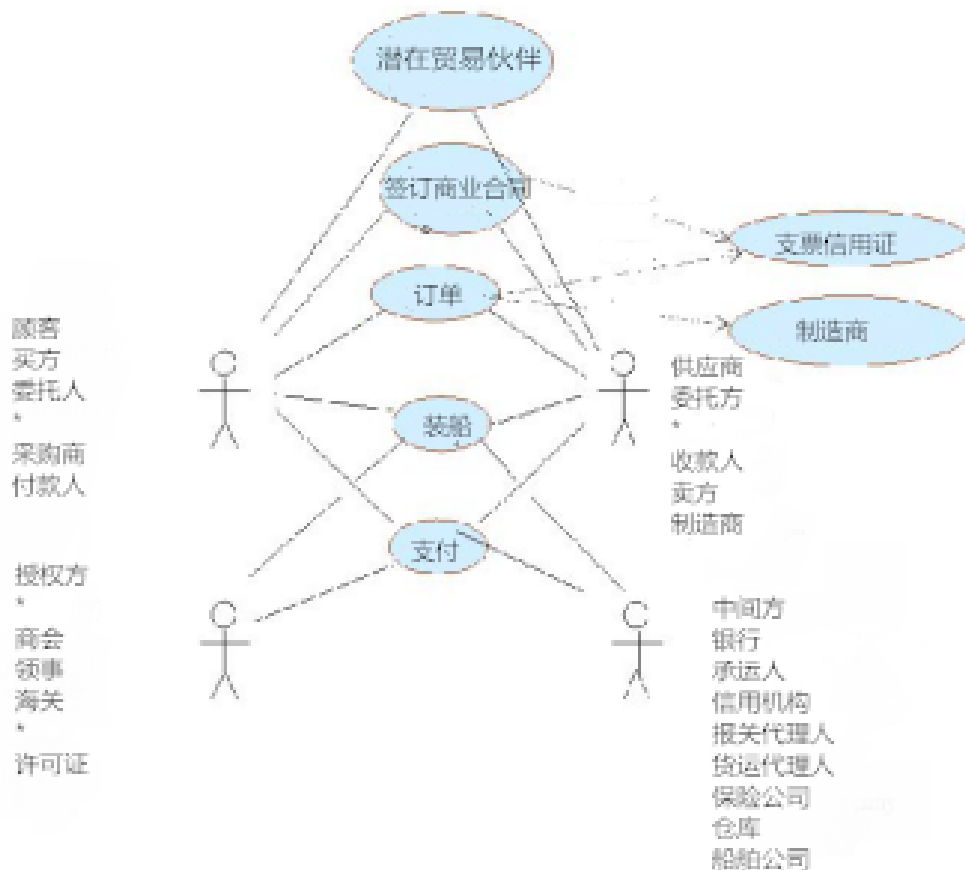 潜在贸易伙伴
签订商业合同
支票信用证
订单
制造商
顾客
买方
委托人
*
采购商
付款人
供应商
委托方
*
收款人
卖方
制造商
装船
支付
授权方
*
商会
领事
海关
*
许可证
中间方
银行
承运人
信用机构
报关代理人
货运代理人
保险公司
仓库
船舶公司